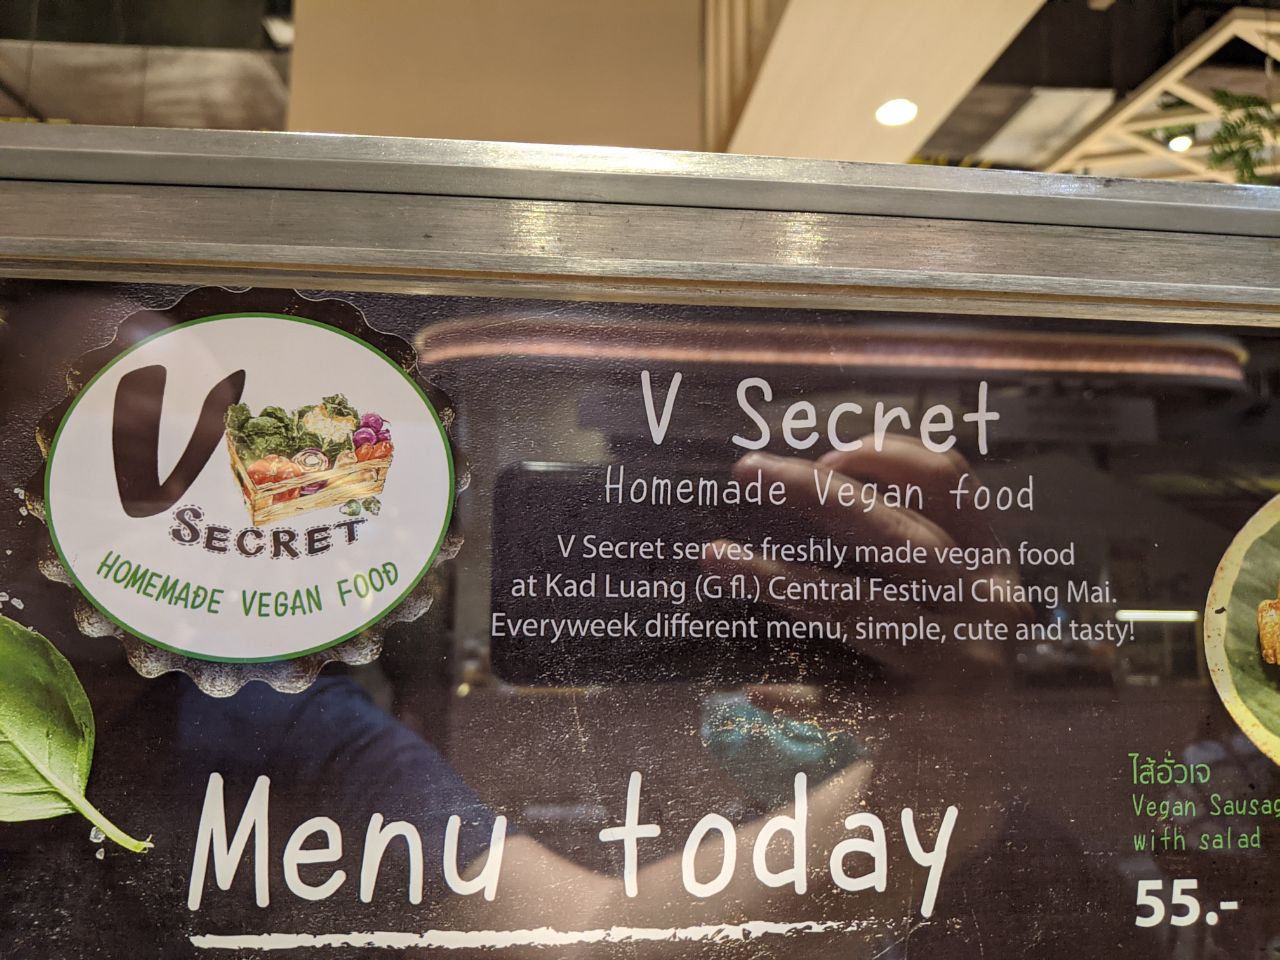 V
SECRET
HOMEMADE VEGAN FOOD
V Secret
Homemade Vegan food
V Secret serves freshly made vegan food
at Kad Luang (G fl.) Central Festival Chiang Mai.
Everyweek different menu, simple, cute and tasty!
Menu today
ไส้อั่วเจ
Vegan Sausag
with salad
55.-